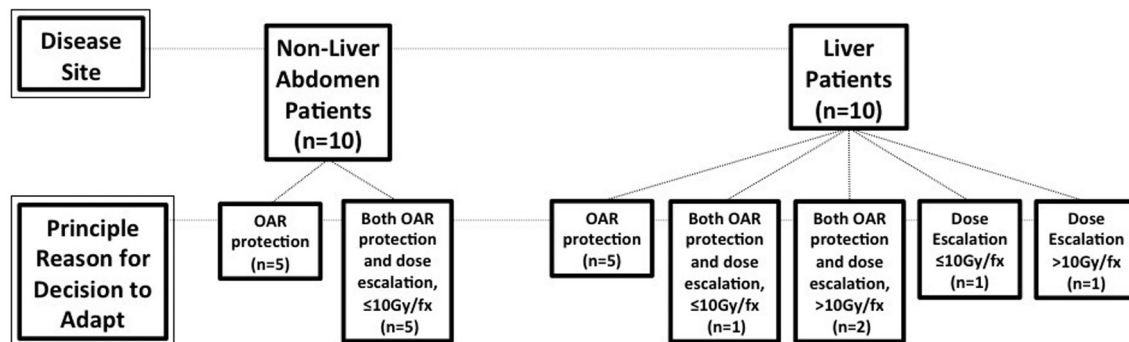 Disease
Site
Non-Liver
Abdomen
Patients
(n=10)
Liver
Patients
(n=10)
Principle
Reason for
Decision to
Adapt
OAR
protection
(n=5)
Both OAR
protection
and dose
escalation,
≤10Gy/fx
(n=5)
OAR
protection
(n=5)
Both OAR
protection
and dose
escalation,
≤10Gy/fx
(n=1)
Both OAR
protection
and dose
escalation,
>10Gy/fx
(n=2)
Dose
Escalation
≤10Gy/fx
(n=1)
Dose
Escalation
>10Gy/fx
(n=1)